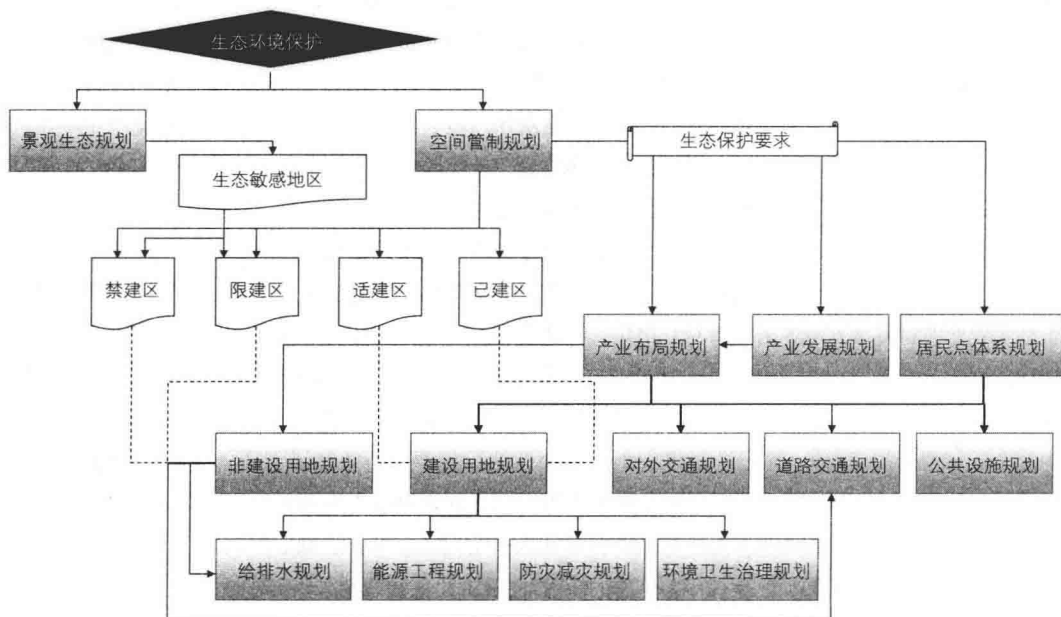 生态环境保护
景观生态规划
空间管制规划
生态保护要求
生态敏感地区
禁建区
限建区
适建区
已建区
产业布局规划
产业发展规划
居民点体系规划
非建设用地规划
建设用地规划
对外交通规划
道路交通规划
公共设施规划
给排水规划
能源工程规划
防灾减灾规划
环境卫生治理规划